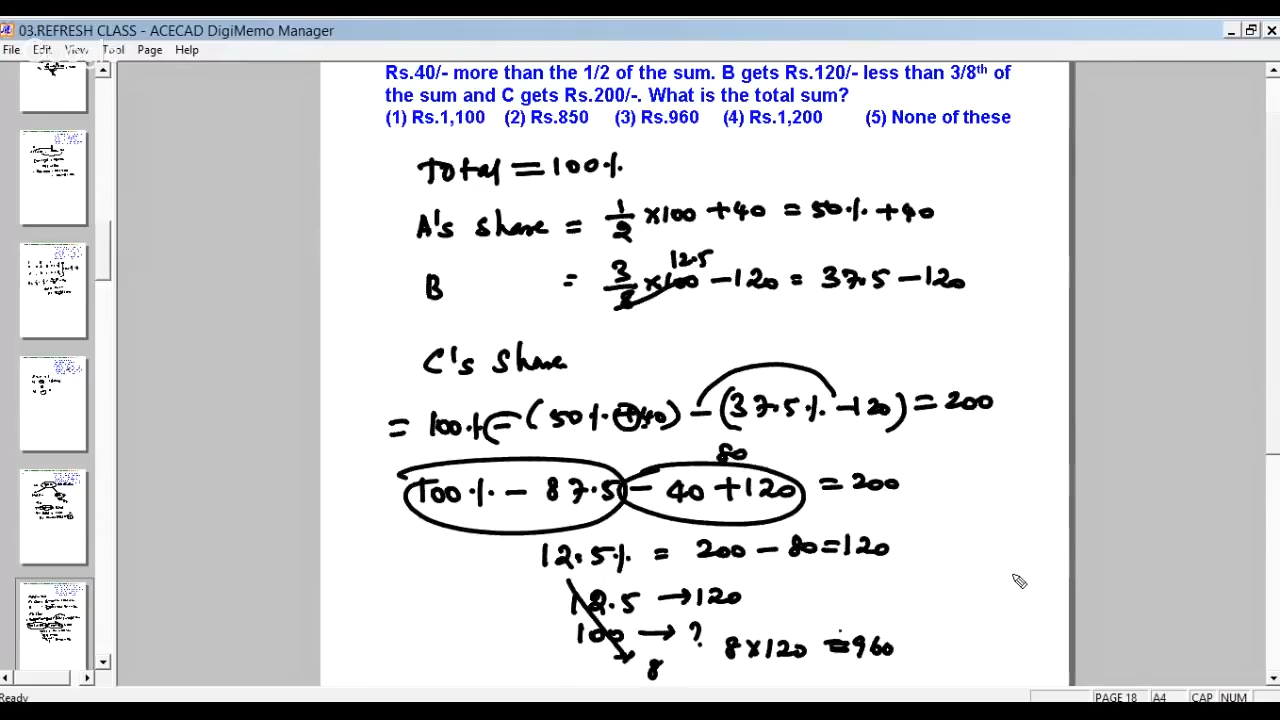 03.REFRESH CLASS - ACECAD DigiMemo Manager
File Edit View Tool Page Help
Rs.40/- more than the 1/2 of the sum. B gets Rs.120/- less than 3/8th of
the sum and C gets Rs.200/-. What is the total sum?
(1) Rs.1,100 (2) Rs.850 (3) Rs.960 (4) Rs.1,200 (5) None of these
Total = 100%
A's share = 1/2 ×100 +40 = 50% +40
12.5
B = 3/8 ×100 -120 = 37.5 -120
C's share
= 100% - (50% +40) - (37.5% -120) = 200
80
100% - 87.5 - 40 +120 = 200
12.5% = 200 - 80 = 120
12.5 → 120
100 → ? 8×120 = 960
8
Ready PAGE 18 A4 CAP NUM